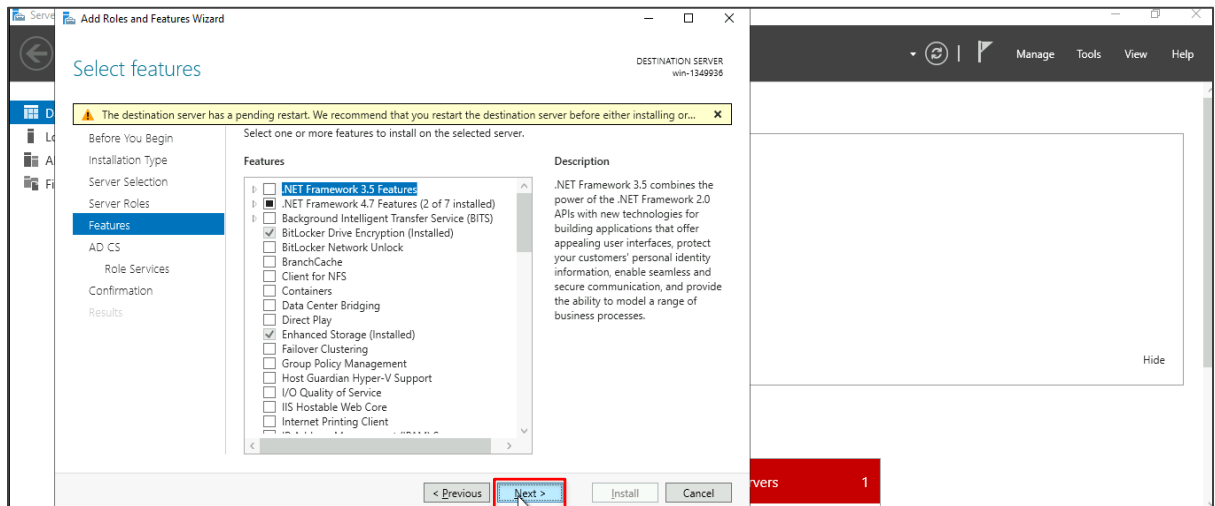 Serve
Add Roles and Features Wizard
Manage Tools View Help
Select features
DESTINATION SERVER
win-1349936
The destination server has a pending restart. We recommend that you restart the destination server before either installing or...
D
Lo
Al
Fi
Before You Begin
Installation Type
Server Selection
Server Roles
Features
AD CS
Role Services
Confirmation
Results
Select one or more features to install on the selected server.
Features
.NET Framework 3.5 Features
.NET Framework 4.7 Features (2 of 7 installed)
Background Intelligent Transfer Service (BITS)
BitLocker Drive Encryption (Installed)
BitLocker Network Unlock
BranchCache
Client for NFS
Containers
Data Center Bridging
Direct Play
Enhanced Storage (Installed)
Failover Clustering
Group Policy Management
Host Guardian Hyper-V Support
I/O Quality of Service
IIS Hostable Web Core
Internet Printing Client
Description
.NET Framework 3.5 combines the
power of the .NET Framework 2.0
APIs with new technologies for
building applications that offer
appealing user interfaces, protect
your customers' personal identity
information, enable seamless and
secure communication, and provide
the ability to model a range of
business processes.
Hide
< Previous
Next >
Install
Cancel
rvers 1